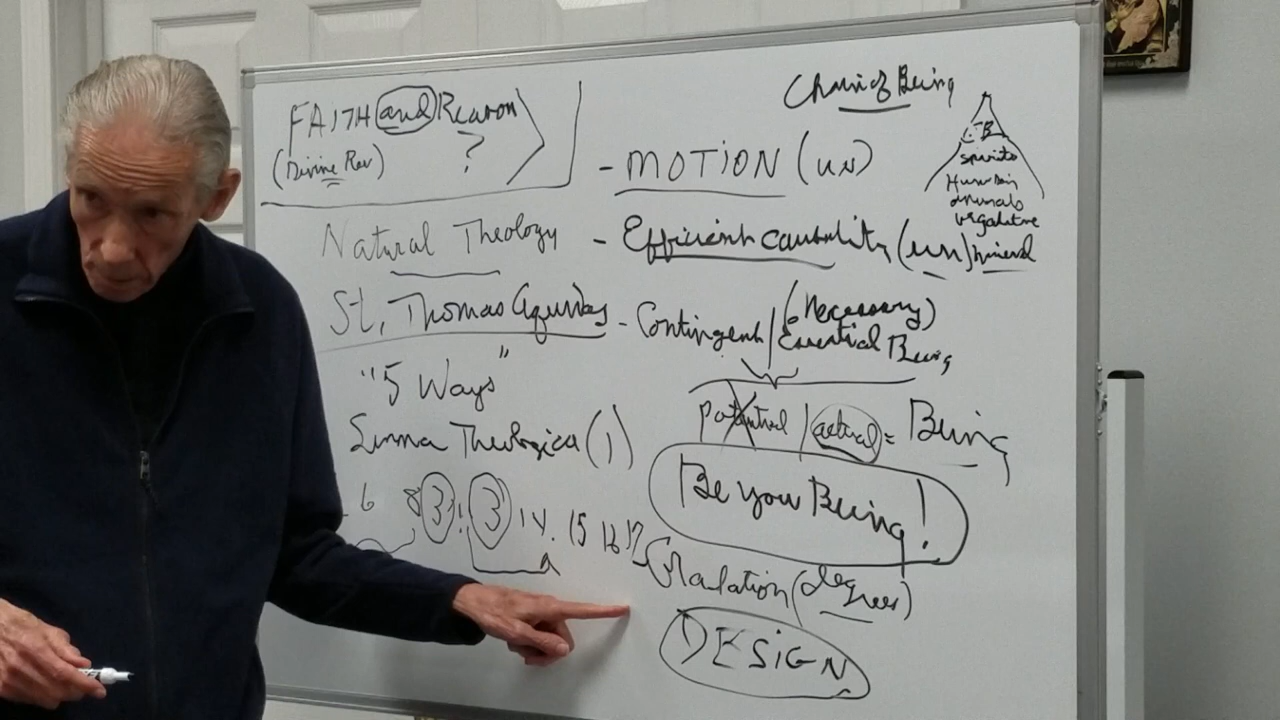 FAITH and Reason
(Divine Rev) ?
Natural Theology
St. Thomas Aquinas
"5 Ways"
Summa Theologica (1)
6 8 3 : 3 14. 15 16 17
- MOTION (un)
- Efficient causality (un)
- Contingent / (Necessary)
Essential Being
potential / actual = Being
Be you Being!
Gradation (degrees)
DESIGN
Chain of Being
spirits
Human
animals
vegetative
mineral